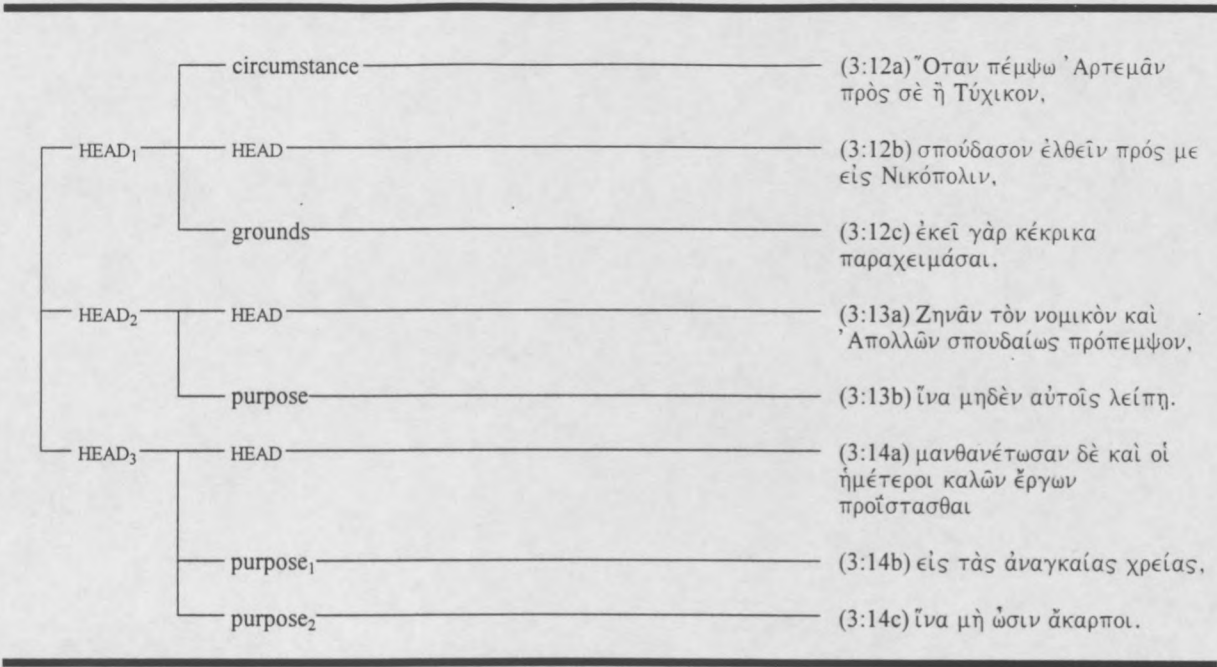 circumstance (3:12a) Ὅταν πέμψω Ἀρτεμᾶν
πρὸς σὲ ἢ Τύχικον,
HEAD₁ HEAD (3:12b) σπούδασον ἐλθεῖν πρός με
εἰς Νικόπολιν,
grounds (3:12c) ἐκεῖ γὰρ κέκρικα
παραχειμάσαι.
HEAD₂ HEAD (3:13a) Ζηνᾶν τὸν νομικὸν καὶ
Ἀπολλῶν σπουδαίως πρόπεμψον,
purpose (3:13b) ἵνα μηδὲν αὐτοῖς λείπῃ.
HEAD₃ HEAD (3:14a) μανθανέτωσαν δὲ καὶ οἱ
ἡμέτεροι καλῶν ἔργων
προΐστασθαι
purpose₁ (3:14b) εἰς τὰς ἀναγκαίας χρείας,
purpose₂ (3:14c) ἵνα μὴ ὦσιν ἄκαρποι.